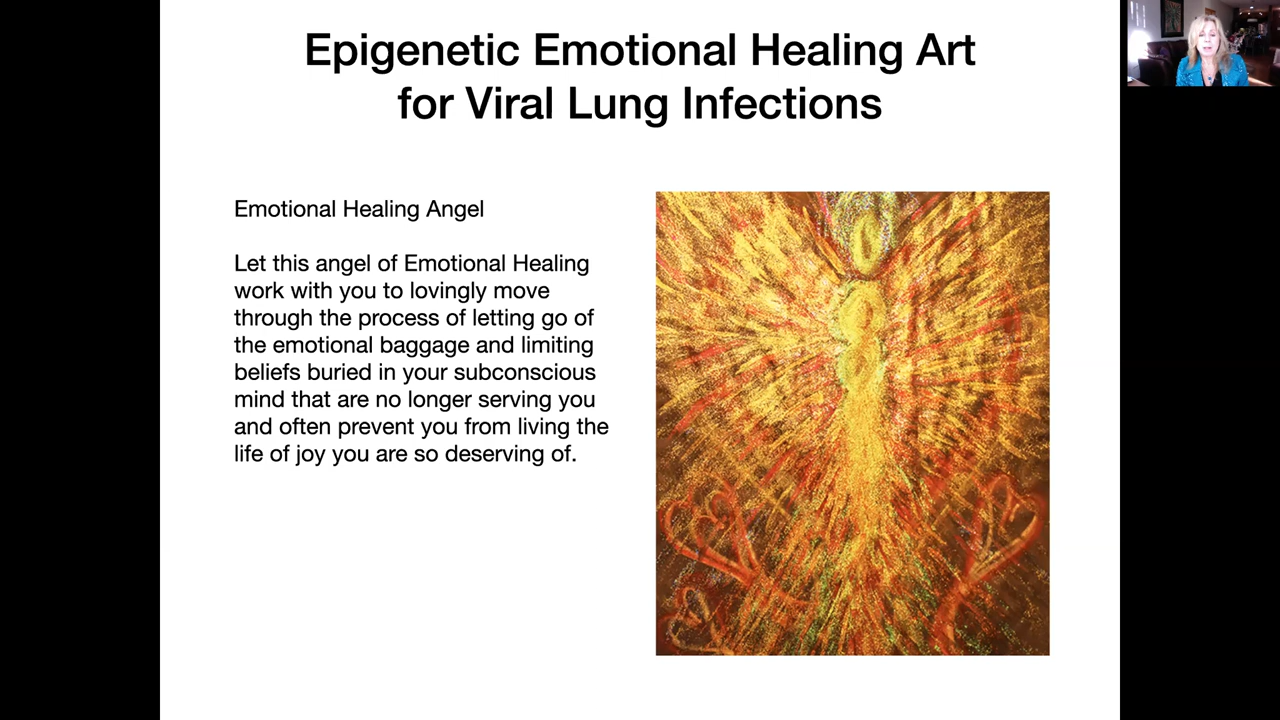 Epigenetic Emotional Healing Art
for Viral Lung Infections
Emotional Healing Angel
Let this angel of Emotional Healing
work with you to lovingly move
through the process of letting go of
the emotional baggage and limiting
beliefs buried in your subconscious
mind that are no longer serving you
and often prevent you from living the
life of joy you are so deserving of.